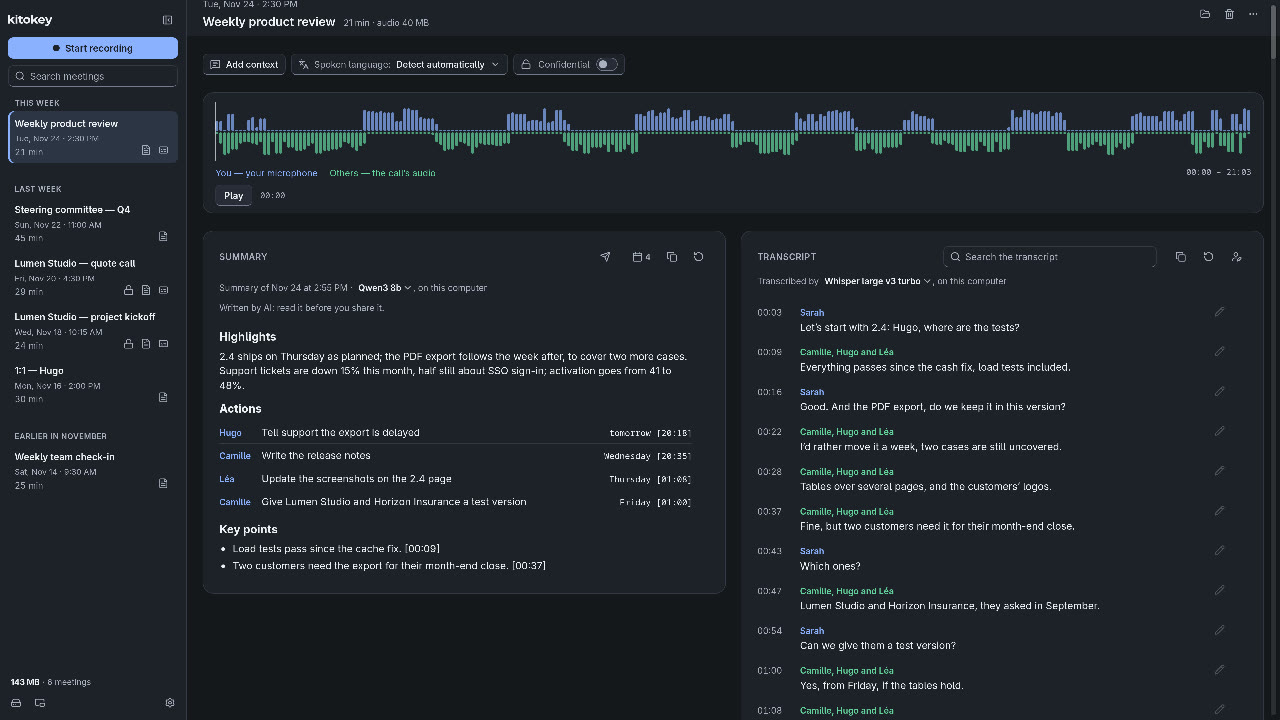 kitokey
Start recording
Search meetings
THIS WEEK
Weekly product review
Tue, Nov 24 · 2:30 PM
21 min
LAST WEEK
Steering committee — Q4
Sun, Nov 22 · 11:00 AM
45 min
Lumen Studio — quote call
Fri, Nov 20 · 4:30 PM
29 min
Lumen Studio — project kickoff
Wed, Nov 18 · 10:15 AM
24 min
1:1 — Hugo
Mon, Nov 16 · 2:00 PM
30 min
EARLIER IN NOVEMBER
Weekly team check-in
Sat, Nov 14 · 9:30 AM
25 min
143 MB · 6 meetings
Tue, Nov 24 · 2:30 PM
Weekly product review 21 min · audio 40 MB
Add context
Spoken language: Detect automatically
Confidential
You — your microphone Others — the call's audio 00:00 – 21:03
Play 00:00
SUMMARY 4
Summary of Nov 24 at 2:55 PM · Qwen3 8b , on this computer
Written by AI: read it before you share it.
Highlights
2.4 ships on Thursday as planned; the PDF export follows the week after, to cover two more cases.
Support tickets are down 15% this month, half still about SSO sign-in; activation goes from 41 to
48%.
Actions
Hugo Tell support the export is delayed tomorrow [20:18]
Camille Write the release notes Wednesday [20:35]
Léa Update the screenshots on the 2.4 page Thursday [01:08]
Camille Give Lumen Studio and Horizon Insurance a test version Friday [01:00]
Key points
• Load tests pass since the cache fix. [00:09]
• Two customers need the export for their month-end close. [00:37]
TRANSCRIPT
Search the transcript
Transcribed by Whisper large v3 turbo , on this computer
00:03 Sarah
Let's start with 2.4: Hugo, where are the tests?
00:09 Camille, Hugo and Léa
Everything passes since the cash fix, load tests included.
00:16 Sarah
Good. And the PDF export, do we keep it in this version?
00:22 Camille, Hugo and Léa
I'd rather move it a week, two cases are still uncovered.
00:28 Camille, Hugo and Léa
Tables over several pages, and the customers' logos.
00:37 Camille, Hugo and Léa
Fine, but two customers need it for their month-end close.
00:43 Sarah
Which ones?
00:47 Camille, Hugo and Léa
Lumen Studio and Horizon Insurance, they asked in September.
00:54 Sarah
Can we give them a test version?
01:00 Camille, Hugo and Léa
Yes, from Friday, if the tables hold.
01:08 Camille, Hugo and Léa